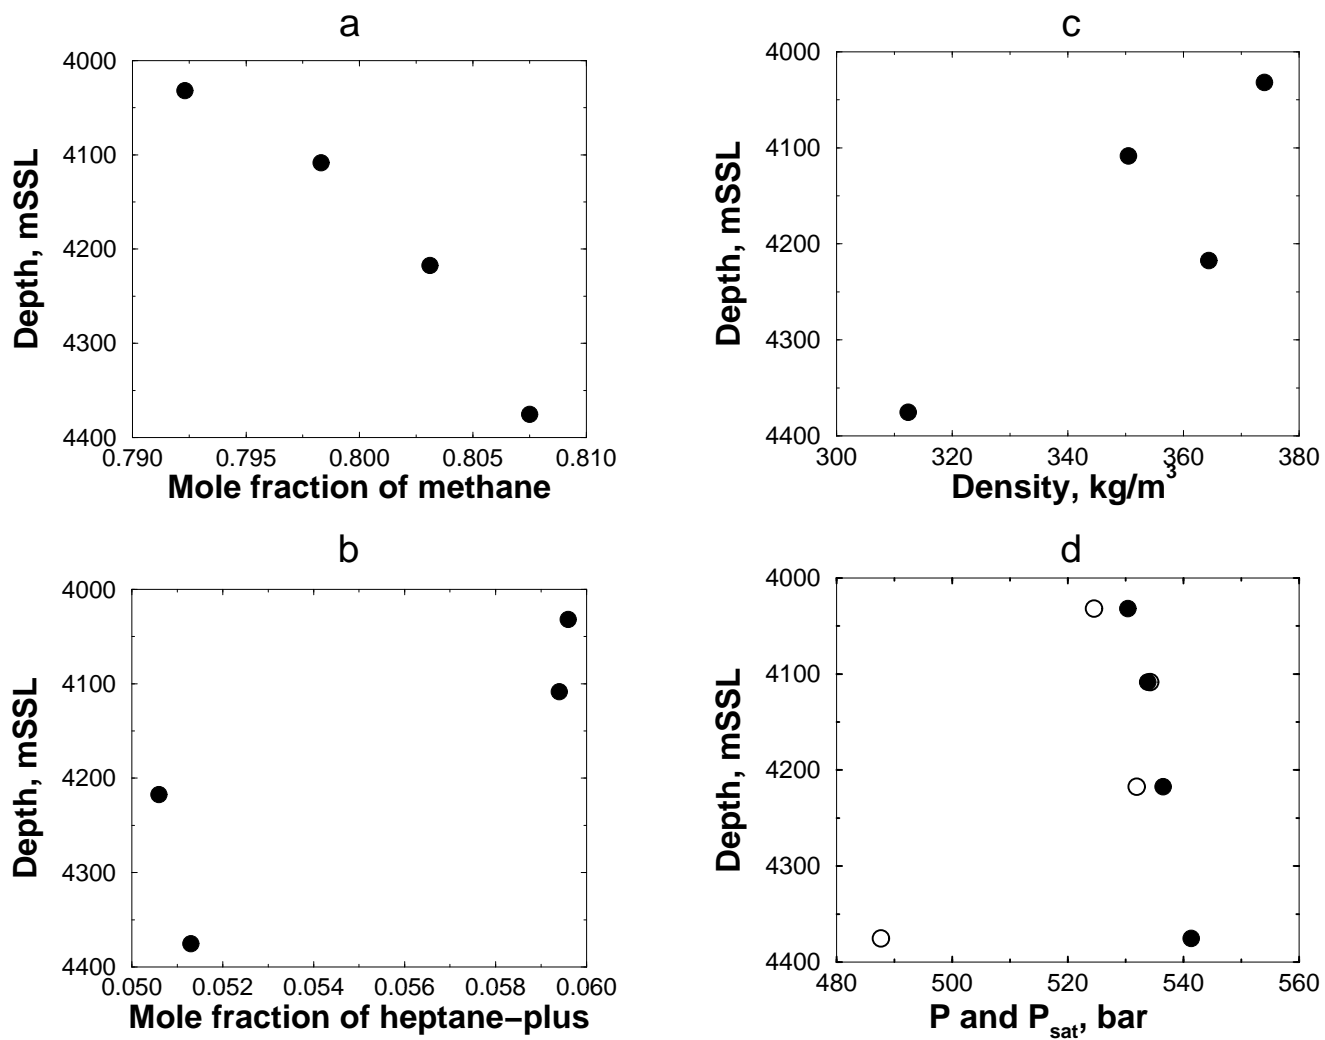 a
4000
4100
4200
4300
4400
Depth, mSSL
0.790 0.795 0.800 0.805 0.810
Mole fraction of methane
c
4000
4100
4200
4300
4400
Depth, mSSL
300 320 340 360 380
Density, kg/m³
b
4000
4100
4200
4300
4400
Depth, mSSL
0.050 0.052 0.054 0.056 0.058 0.060
Mole fraction of heptane−plus
d
4000
4100
4200
4300
4400
Depth, mSSL
480 500 520 540 560
P and Psat, bar